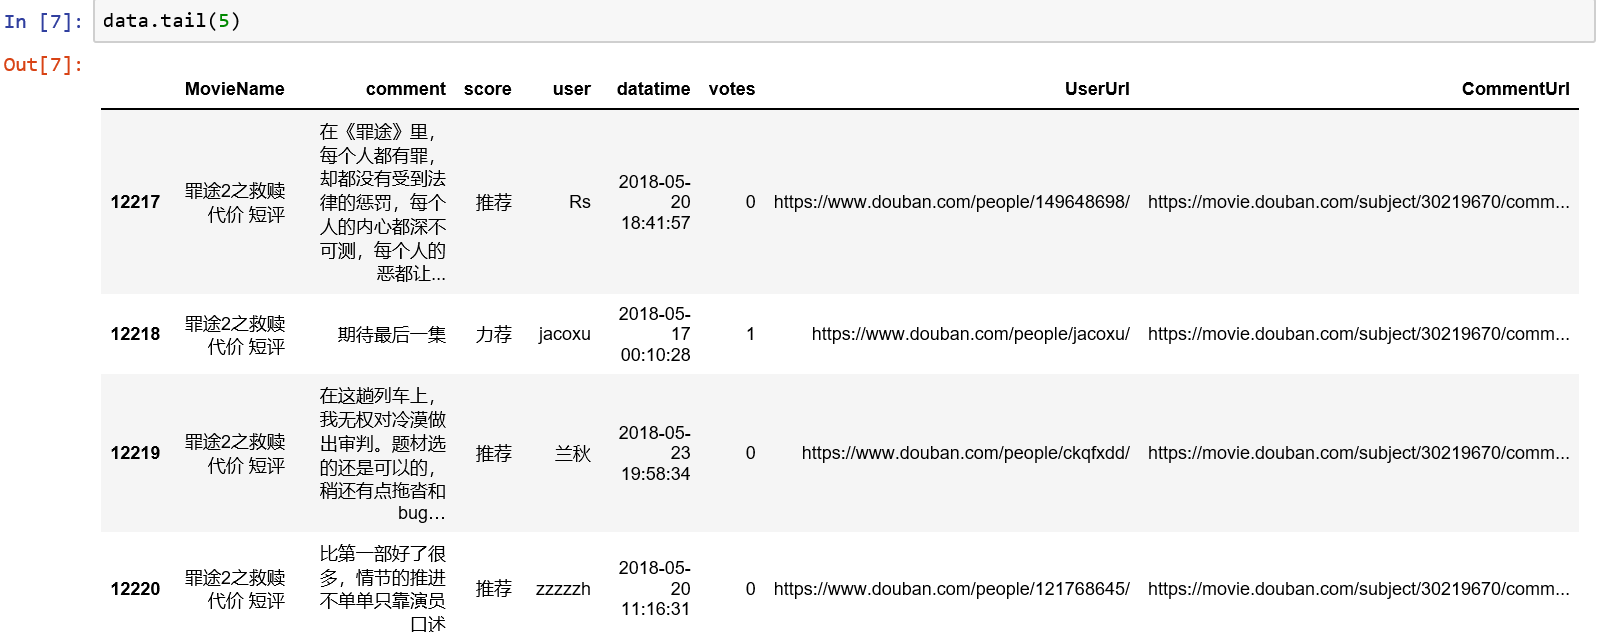 In [7]: data.tail(5)
Out[7]:
MovieName comment score user datatime votes UserUrl CommentUrl
12217 罪途2之救赎
代价 短评
在《罪途》里，
每个人都有罪，
却都没有受到法
律的惩罚，每个
人的内心都深不
可测，每个人的
恶都让...
推荐 Rs
2018-05-
20
18:41:57
0 https://www.douban.com/people/149648698/ https://movie.douban.com/subject/30219670/comm...
12218 罪途2之救赎
代价 短评
期待最后一集 力荐 jacoxu
2018-05-
17
00:10:28
1 https://www.douban.com/people/jacoxu/ https://movie.douban.com/subject/30219670/comm...
12219 罪途2之救赎
代价 短评
在这趟列车上，
我无权对冷漠做
出审判。题材选
的还是可以的，
稍还有点拖沓和
bug...
推荐 兰秋
2018-05-
23
19:58:34
0 https://www.douban.com/people/ckqfxdd/ https://movie.douban.com/subject/30219670/comm...
12220 罪途2之救赎
代价 短评
比第一部好了很
多，情节的推进
不单单只靠演员
口述
推荐 zzzzzh
2018-05-
20
11:16:31
0 https://www.douban.com/people/121768645/ https://movie.douban.com/subject/30219670/comm...